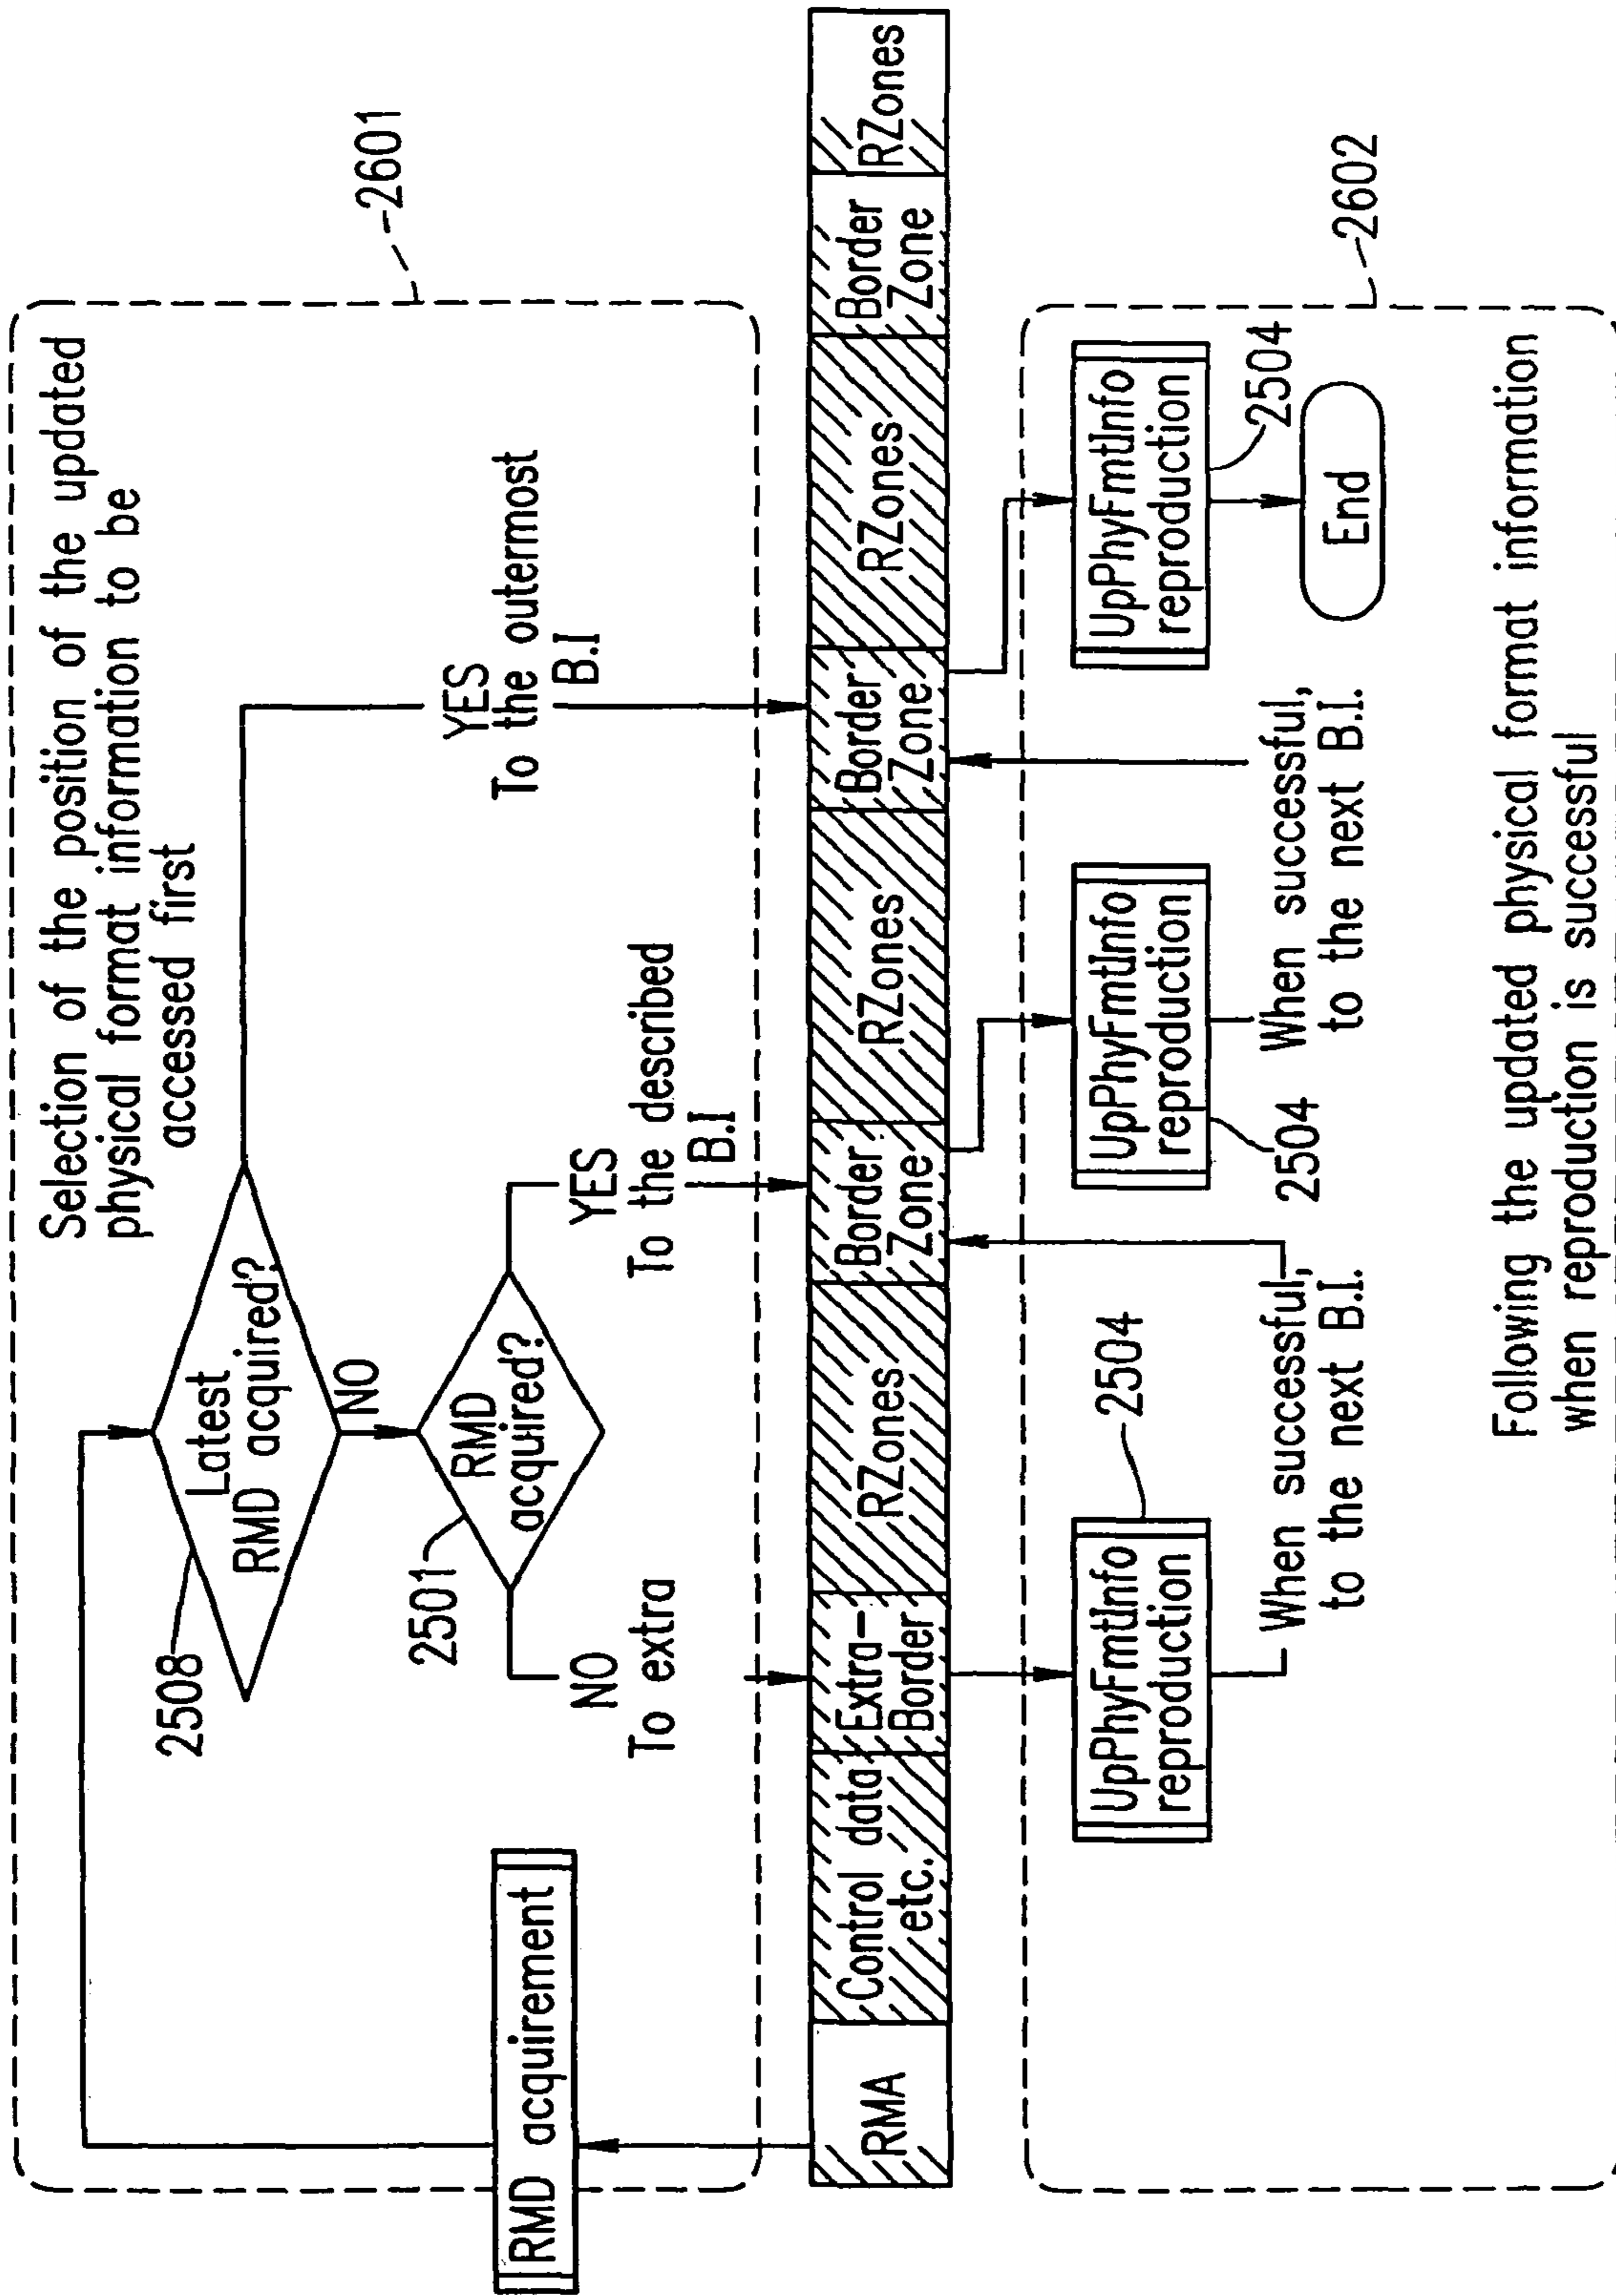 Selection of the position of the updated
physical format information to be
accessed first
2601
2508
Latest
RMD acquired?
NO
YES
To the outermost
B.I
2501
RMD
acquired?
NO
To extra
YES
To the described
B.I
RMD acquirement
RMA
Control data
etc.
Extra-
Border
RZones
Border
Zone
RZones
Border
Zone
RZones
Border
Zone
RZones
2602
UpPhyFmtInfo
reproduction
2504
When successful,
to the next B.I.
UpPhyFmtInfo
reproduction
2504
When successful,
to the next B.I.
UpPhyFmtInfo
reproduction
2504
End
Following the updated physical format information
when reproduction is successful